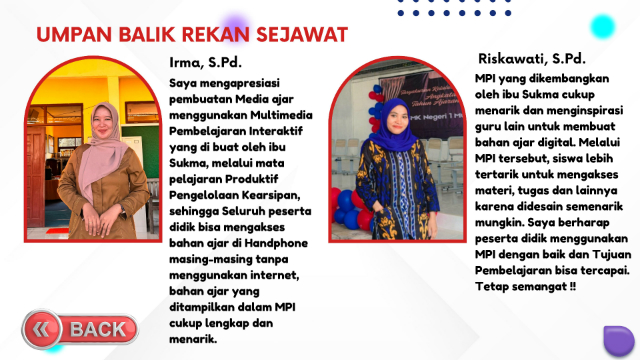 UMPAN BALIK REKAN SEJAWAT
Irma, S.Pd.
Saya mengapresiasi
pembuatan Media ajar
menggunakan Multimedia
Pembelajaran Interaktif
yang di buat oleh ibu
Sukma, melalui mata
pelajaran Produktif
Pengelolaan Kearsipan,
sehingga Seluruh peserta
didik bisa mengakses
bahan ajar di Handphone
masing-masing tanpa
menggunakan internet,
bahan ajar yang
ditampilkan dalam MPI
cukup lengkap dan
menarik.
Riskawati, S.Pd.
MPI yang dikembangkan
oleh ibu Sukma cukup
menarik dan menginspirasi
guru lain untuk membuat
bahan ajar digital. Melalui
MPI tersebut, siswa lebih
tertarik untuk mengakses
materi, tugas dan lainnya
karena didesain semenarik
mungkin. Saya berharap
peserta didik menggunakan
MPI dengan baik dan Tujuan
Pembelajaran bisa tercapai.
Tetap semangat !!
MK Negeri 1
BACK